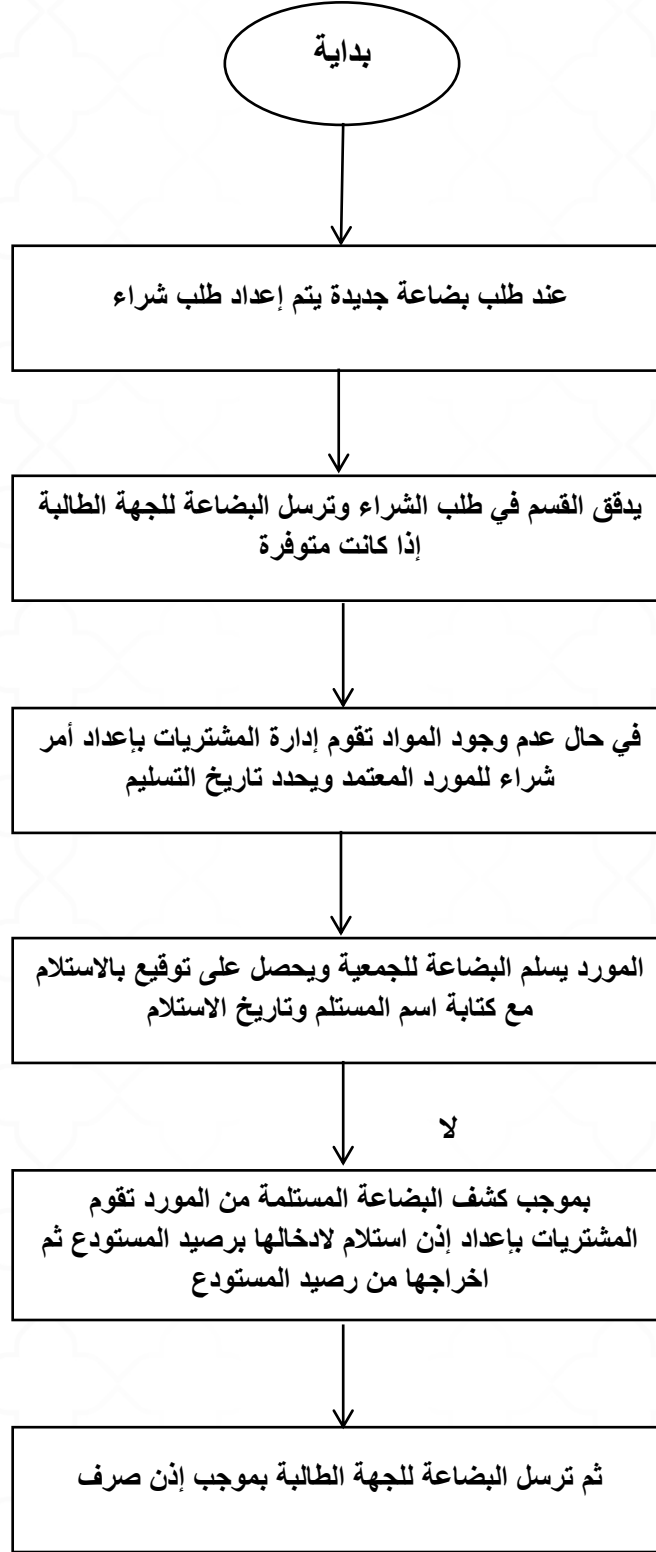 بداية
عند طلب بضاعة جديدة يتم إعداد طلب شراء
يدقق القسم في طلب الشراء وترسل البضاعة للجهة الطالبة
إذا كانت متوفرة
في حال عدم وجود المواد تقوم إدارة المشتريات بإعداد أمر
شراء للمورد المعتمد ويحدد تاريخ التسليم
المورد يسلم البضاعة للجمعية ويحصل على توقيع بالاستلام
مع كتابة اسم المستلم وتاريخ الاستلام
لا
بموجب كشف البضاعة المستلمة من المورد تقوم
المشتريات بإعداد إذن استلام لادخالها برصيد المستودع ثم
اخراجها من رصيد المستودع
ثم ترسل البضاعة للجهة الطالبة بموجب إذن صرف